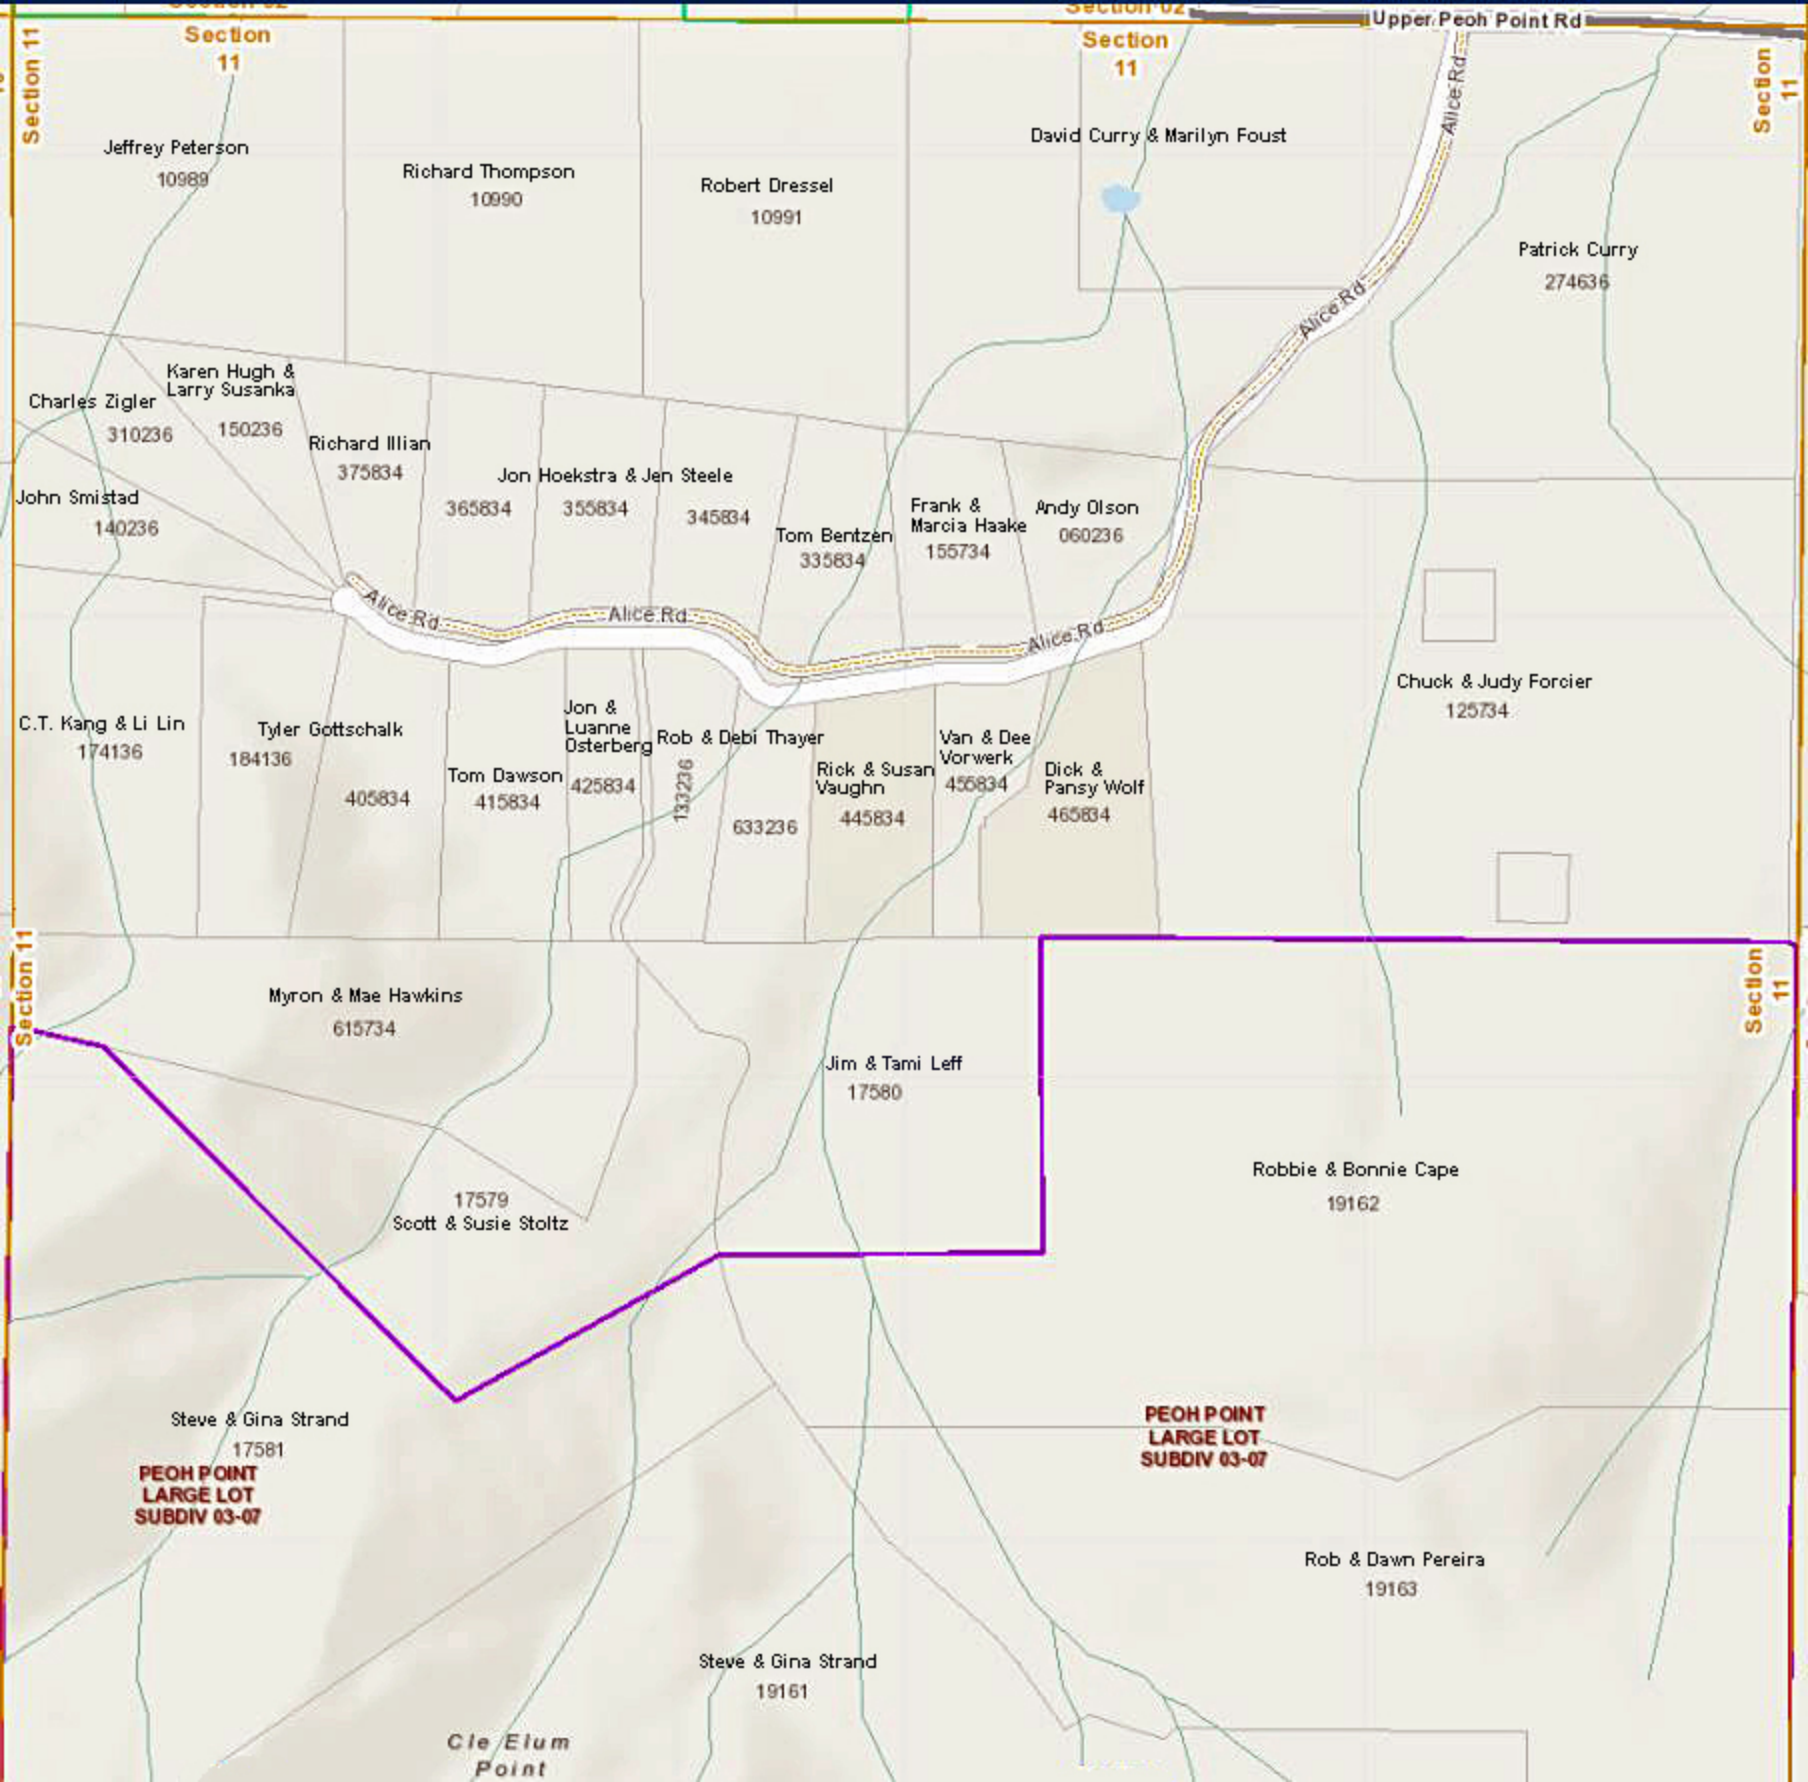 Section 02
Section 02
Upper Peoh Point Rd
Section 11
Section
11
Section
11
Section
11
Alice Rd
Jeffrey Peterson
10989
Richard Thompson
10990
Robert Dressel
10991
David Curry & Marilyn Foust
Patrick Curry
274636
Alice Rd
Karen Hugh &
Larry Susanka
150236
Charles Zigler
310236
Richard Illian
375834
Jon Hoekstra & Jen Steele
365834
355834
345834
John Smistad
140236
Tom Bentzen
335834
Frank &
Marcia Haake
155734
Andy Olson
060236
Alice Rd
Alice Rd
Alice Rd
Chuck & Judy Forcier
125734
C.T. Kang & Li Lin
174136
Tyler Gottschalk
184136
405834
Tom Dawson
415834
Jon &
Luanne
Osterberg
425834
Rob & Debi Thayer
133236
633236
Rick & Susan
Vaughn
445834
Van & Dee
Vorwerk
455834
Dick &
Pansy Wolf
465834
Section 11
Section
11
Myron & Mae Hawkins
615734
Jim & Tami Leff
17580
Robbie & Bonnie Cape
19162
17579
Scott & Susie Stoltz
Steve & Gina Strand
17581
PEOH POINT
LARGE LOT
SUBDIV 03-07
PEOH POINT
LARGE LOT
SUBDIV 03-07
Rob & Dawn Pereira
19163
Steve & Gina Strand
19161
Cle Elum
Point